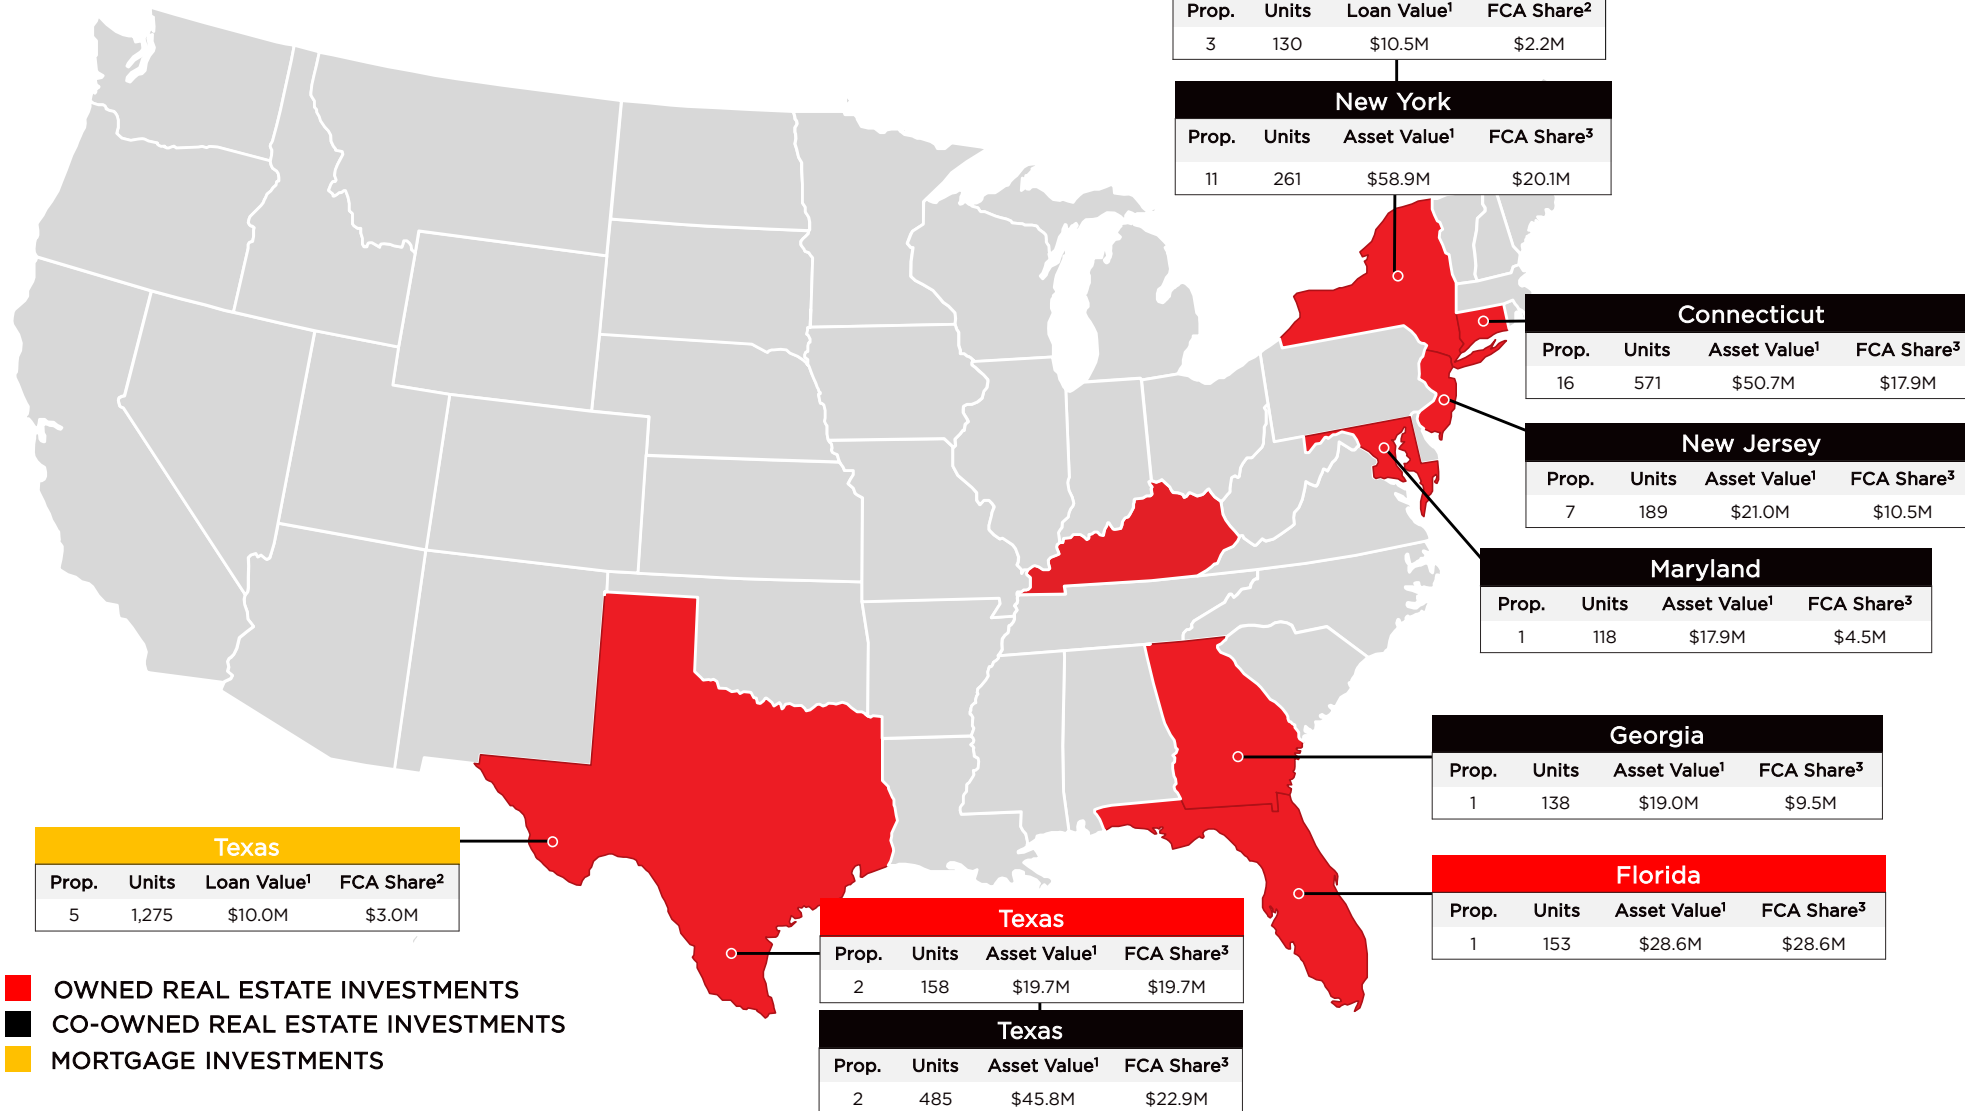 Prop. Units Loan Value¹ FCA Share²
3 130 $10.5M $2.2M
New York
Prop. Units Asset Value¹ FCA Share³
11 261 $58.9M $20.1M
Connecticut
Prop. Units Asset Value¹ FCA Share³
16 571 $50.7M $17.9M
New Jersey
Prop. Units Asset Value¹ FCA Share³
7 189 $21.0M $10.5M
Maryland
Prop. Units Asset Value¹ FCA Share³
1 118 $17.9M $4.5M
Georgia
Prop. Units Asset Value¹ FCA Share³
1 138 $19.0M $9.5M
Florida
Prop. Units Asset Value¹ FCA Share³
1 153 $28.6M $28.6M
Texas
Prop. Units Loan Value¹ FCA Share²
5 1,275 $10.0M $3.0M
Texas
Prop. Units Asset Value¹ FCA Share³
2 158 $19.7M $19.7M
Texas
Prop. Units Asset Value¹ FCA Share³
2 485 $45.8M $22.9M
OWNED REAL ESTATE INVESTMENTS
CO-OWNED REAL ESTATE INVESTMENTS
MORTGAGE INVESTMENTS